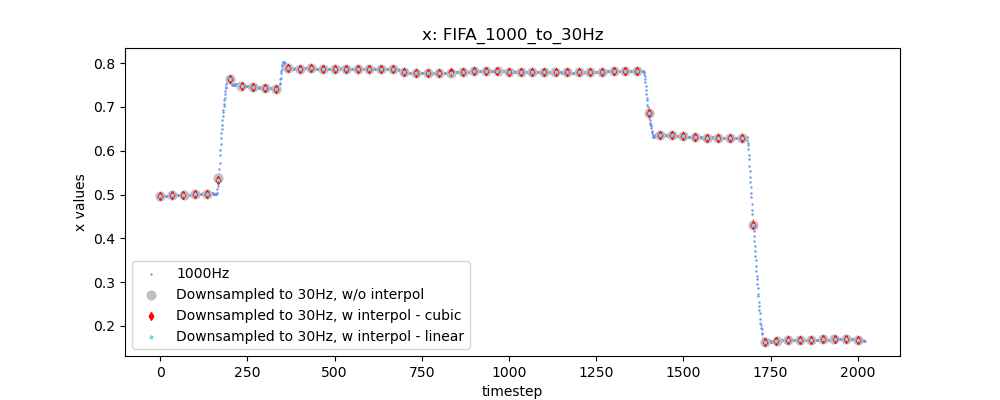 x: FIFA_1000_to_30Hz
x values
0.8
0.7
0.6
0.5
0.4
0.3
0.2
1000Hz
Downsampled to 30Hz, w/o interpol
Downsampled to 30Hz, w interpol - cubic
Downsampled to 30Hz, w interpol - linear
0 250 500 750 1000 1250 1500 1750 2000
timestep